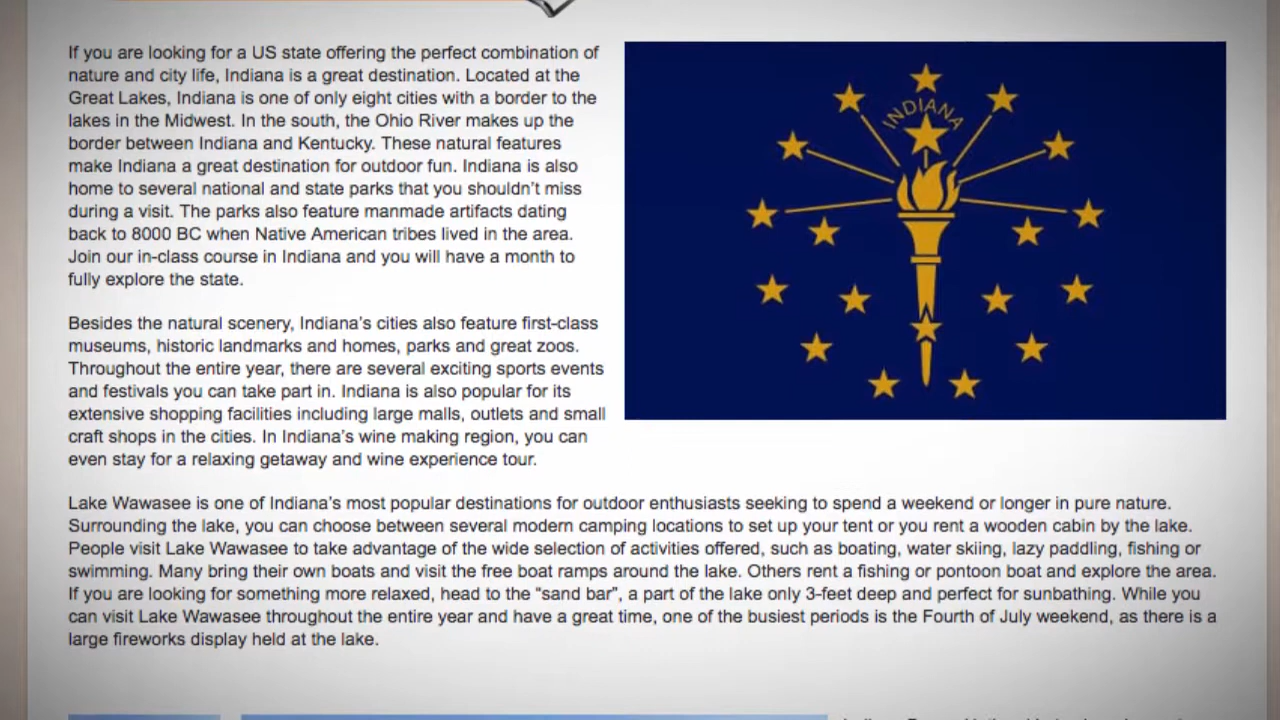 If you are looking for a US state offering the perfect combination of
nature and city life, Indiana is a great destination. Located at the
Great Lakes, Indiana is one of only eight cities with a border to the
lakes in the Midwest. In the south, the Ohio River makes up the
border between Indiana and Kentucky. These natural features
make Indiana a great destination for outdoor fun. Indiana is also
home to several national and state parks that you shouldn't miss
during a visit. The parks also feature manmade artifacts dating
back to 8000 BC when Native American tribes lived in the area.
Join our in-class course in Indiana and you will have a month to
fully explore the state.
INDIANA
Besides the natural scenery, Indiana's cities also feature first-class
museums, historic landmarks and homes, parks and great zoos.
Throughout the entire year, there are several exciting sports events
and festivals you can take part in. Indiana is also popular for its
extensive shopping facilities including large malls, outlets and small
craft shops in the cities. In Indiana's wine making region, you can
even stay for a relaxing getaway and wine experience tour.
Lake Wawasee is one of Indiana's most popular destinations for outdoor enthusiasts seeking to spend a weekend or longer in pure nature.
Surrounding the lake, you can choose between several modern camping locations to set up your tent or you rent a wooden cabin by the lake.
People visit Lake Wawasee to take advantage of the wide selection of activities offered, such as boating, water skiing, lazy paddling, fishing or
swimming. Many bring their own boats and visit the free boat ramps around the lake. Others rent a fishing or pontoon boat and explore the area.
If you are looking for something more relaxed, head to the “sand bar”, a part of the lake only 3-feet deep and perfect for sunbathing. While you
can visit Lake Wawasee throughout the entire year and have a great time, one of the busiest periods is the Fourth of July weekend, as there is a
large fireworks display held at the lake.